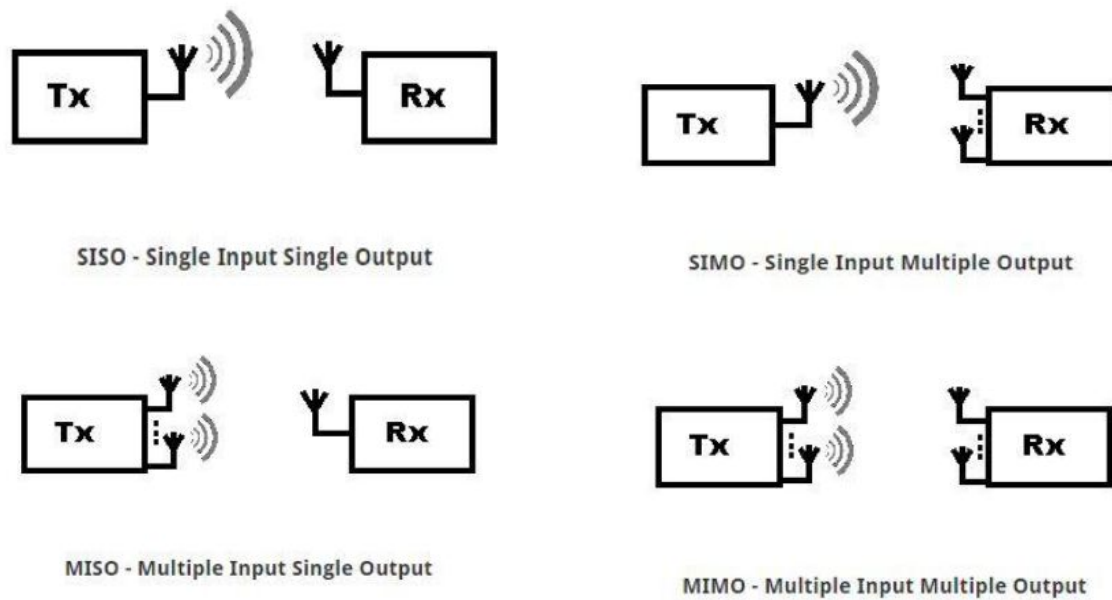 Tx
Rx
SISO - Single Input Single Output
Tx
Rx
SIMO - Single Input Multiple Output
Tx
Rx
MISO - Multiple Input Single Output
Tx
Rx
MIMO - Multiple Input Multiple Output